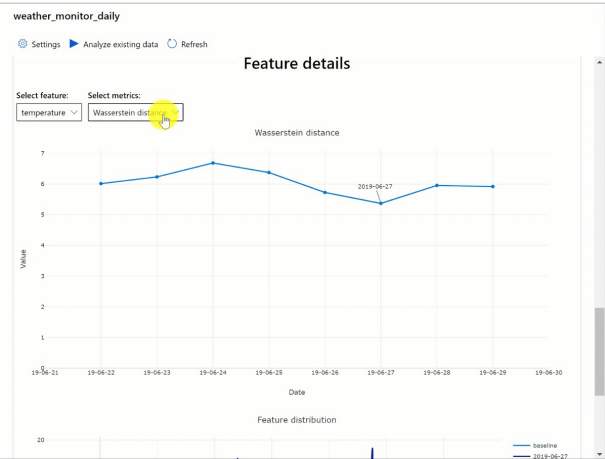 weather_monitor_daily
Settings Analyze existing data Refresh
Feature details
Select feature: Select metrics:
temperature Wasserstein distance
Wasserstein distance
7
6
5
4
3
2
1
0
Value
2019-06-27
19-06-21 19-06-22 19-06-23 19-06-24 19-06-25 19-06-26 19-06-27 19-06-28 19-06-29 19-06-30
Date
Feature distribution
20
baseline
2019-06-27